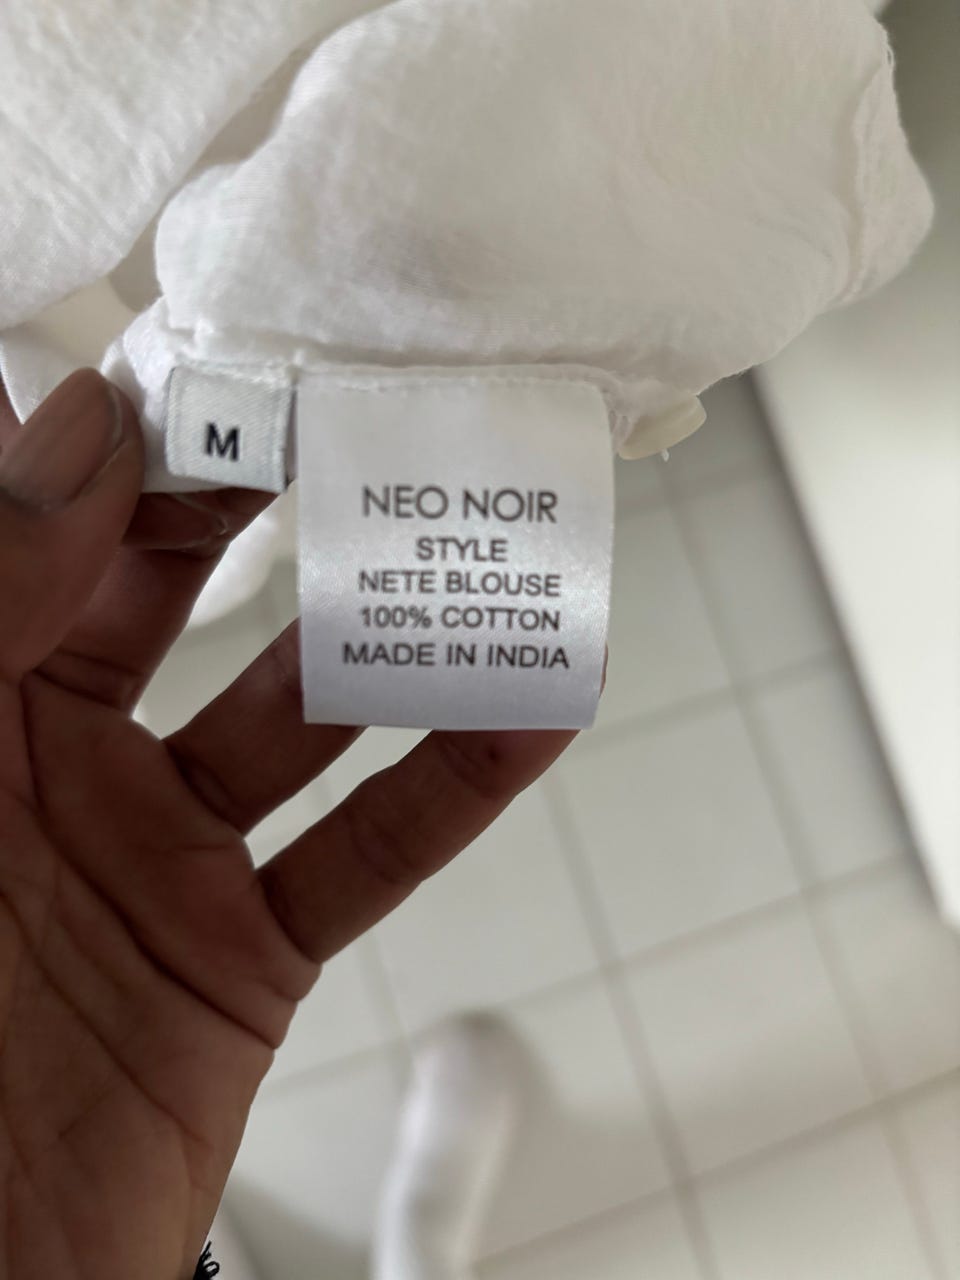 M
NEO NOIR
STYLE
NETE BLOUSE
100% COTTON
MADE IN INDIA